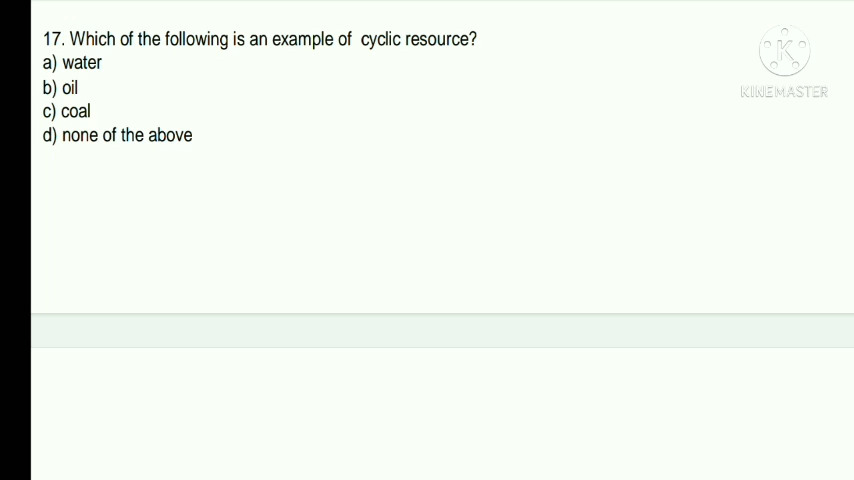 17. Which of the following is an example of cyclic resource?
a) water
b) oil
c) coal
d) none of the above
K
KINEMASTER